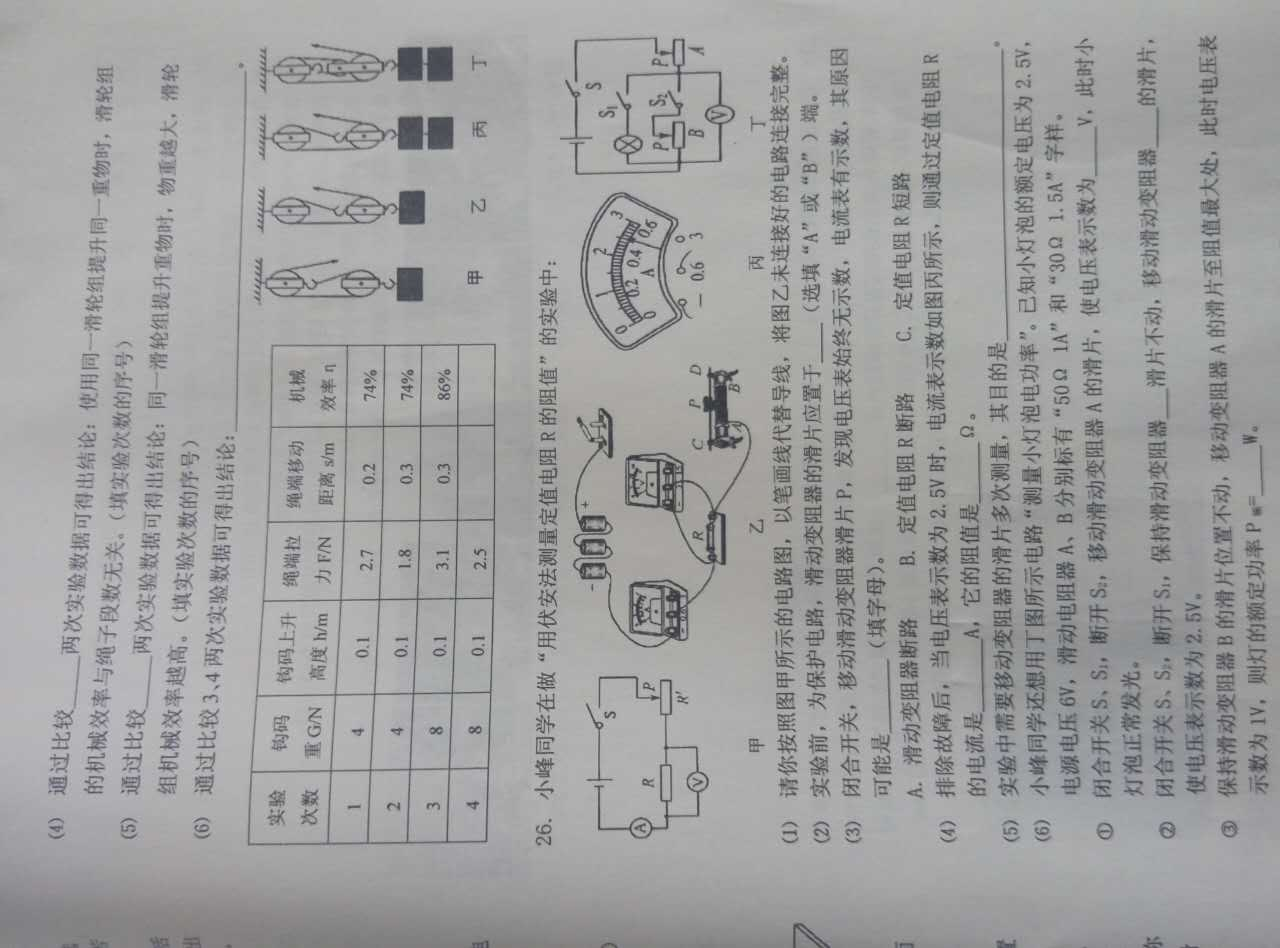 (4) 通过比较____两次实验数据可得出结论：使用同一滑轮组提升同一重物时，滑轮组
的机械效率与绳子段数无关。（填实验次数的序号）
(5) 通过比较____两次实验数据可得出结论：同一滑轮组提升重物时，物重越大，滑轮
组机械效率越高。（填实验次数的序号）
(6) 通过比较3、4两次实验数据可得出结论：____。
实验次数 钩码重G/N 钩码上升高度h/m 绳端拉力F/N 绳端移动距离s/m 机械效率η
1 4 0.1 2.7 0.2 74%
2 4 0.1 1.8 0.3 74%
3 8 0.1 3.1 0.3 86%
4 8 0.1 2.5
甲 乙 丙 丁
26. 小峰同学在做“用伏安法测量定值电阻R的阻值”的实验中：
A R V S P R'
- + A V R C P D A B
0 1 2 3
0 0.2 0.4 0.6
A
- 0.6 3
S S₁ S₂ P B P A V
甲 乙 丙 丁
(1) 请你按照图甲所示的电路图，以笔画线代替导线，将图乙未连接好的电路连接完整。
(2) 实验前，为保护电路，滑动变阻器的滑片应置于____（选填“A”或“B”）端。
(3) 闭合开关，移动滑动变阻器滑片P，发现电压表始终无示数，电流表有示数，其原因
可能是____（填字母）。
A. 滑动变阻器断路 B. 定值电阻R断路 C. 定值电阻R短路
(4) 排除故障后，当电压表示数为2.5V时，电流表示数如图丙所示，则通过定值电阻R
的电流是____A，它的阻值是____Ω。
(5) 实验中需要移动变阻器的滑片多次测量，其目的是____。
(6) 小峰同学还想用丁图所示电路“测量小灯泡电功率”。已知小灯泡的额定电压为2.5V，
电源电压6V，滑动电阻器A、B分别标有“50Ω 1A”和“30Ω 1.5A”字样。
① 闭合开关S、S₁，断开S₂，移动滑动变阻器A的滑片，使电压表示数为____V，此时小
灯泡正常发光。
② 闭合开关S、S₂，断开S₁，保持滑动变阻器____滑片不动，移动滑动变阻器____的滑片，
使电压表示数为2.5V。
③ 保持滑动变阻器B的滑片位置不动，移动变阻器A的滑片至阻值最大处，此时电压表
示数为1V，则灯的额定功率P额=____W。